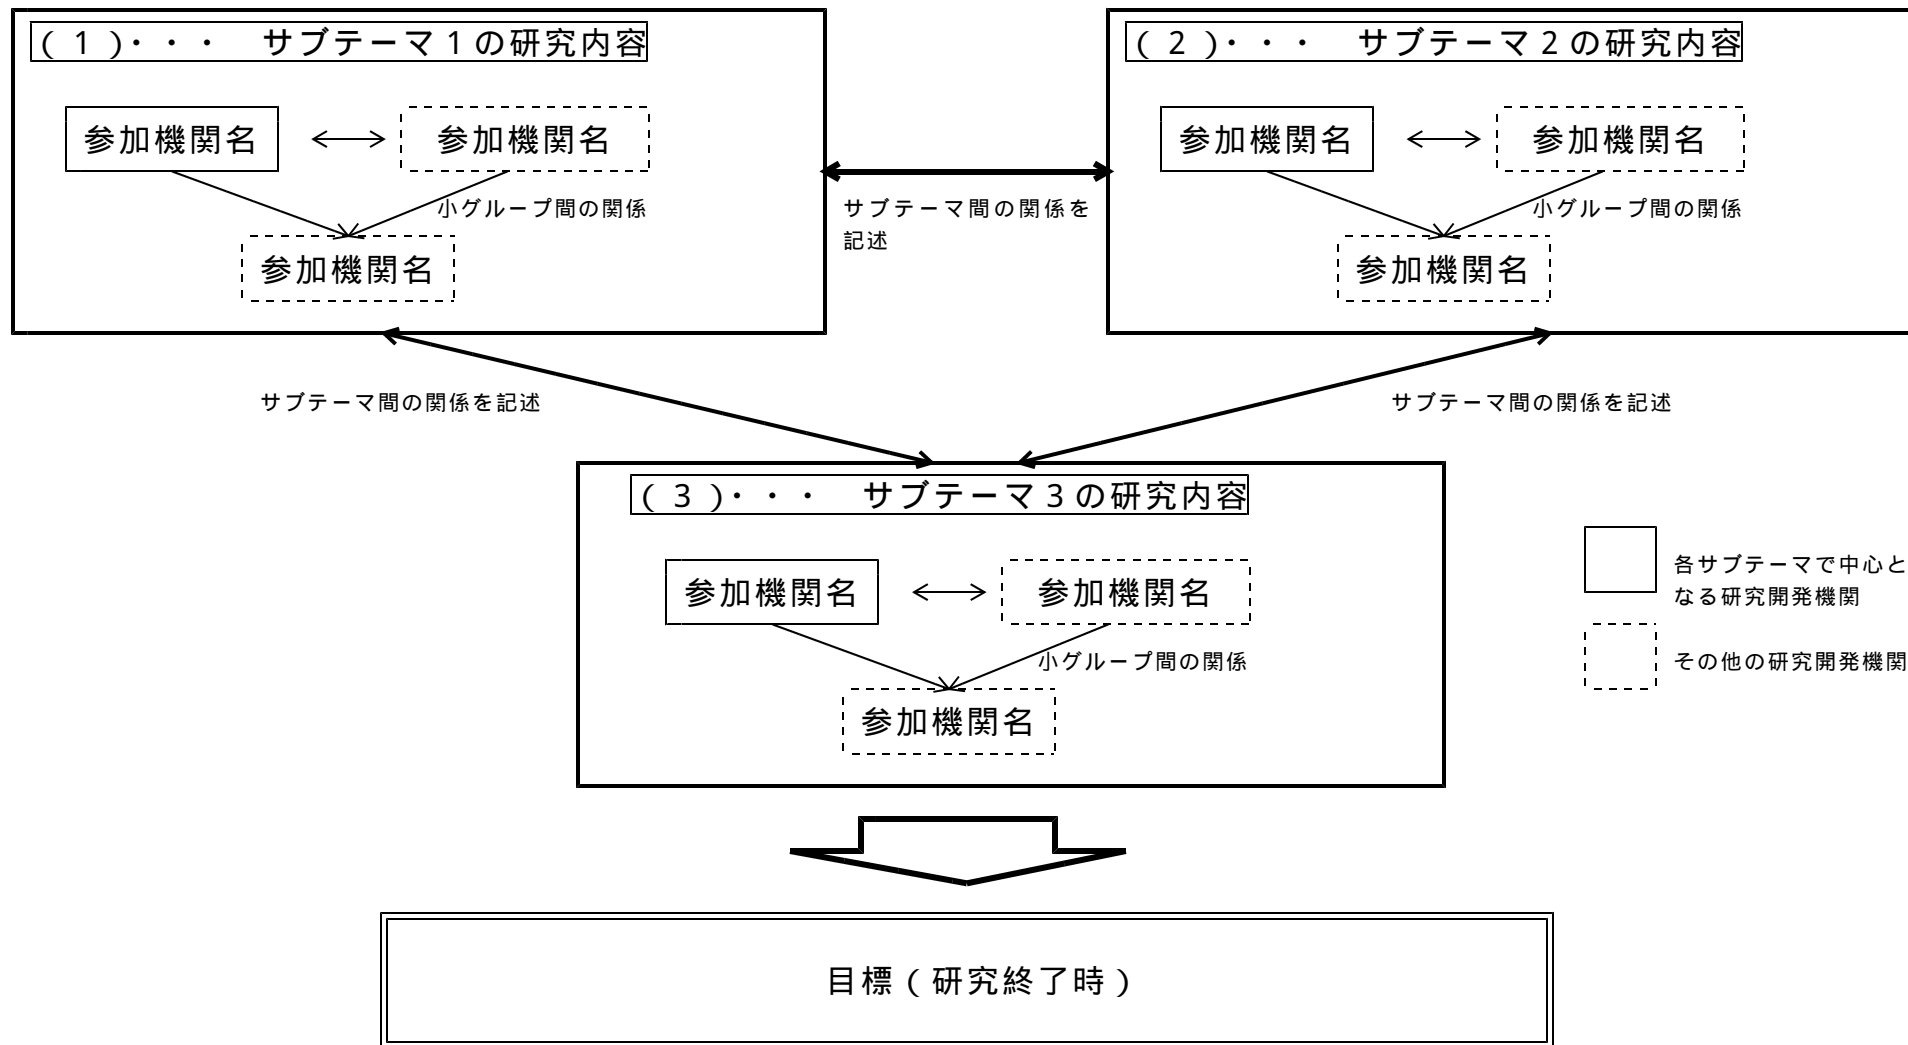 (1)・・・　サブテーマ1の研究内容
参加機関名
参加機関名
小グループ間の関係
参加機関名
サブテーマ間の関係を
記述
(2)・・・　サブテーマ2の研究内容
参加機関名
参加機関名
小グループ間の関係
参加機関名
サブテーマ間の関係を記述
サブテーマ間の関係を記述
(3)・・・　サブテーマ3の研究内容
参加機関名
参加機関名
小グループ間の関係
参加機関名
各サブテーマで中心と
なる研究開発機関
その他の研究開発機関
目標(研究終了時)